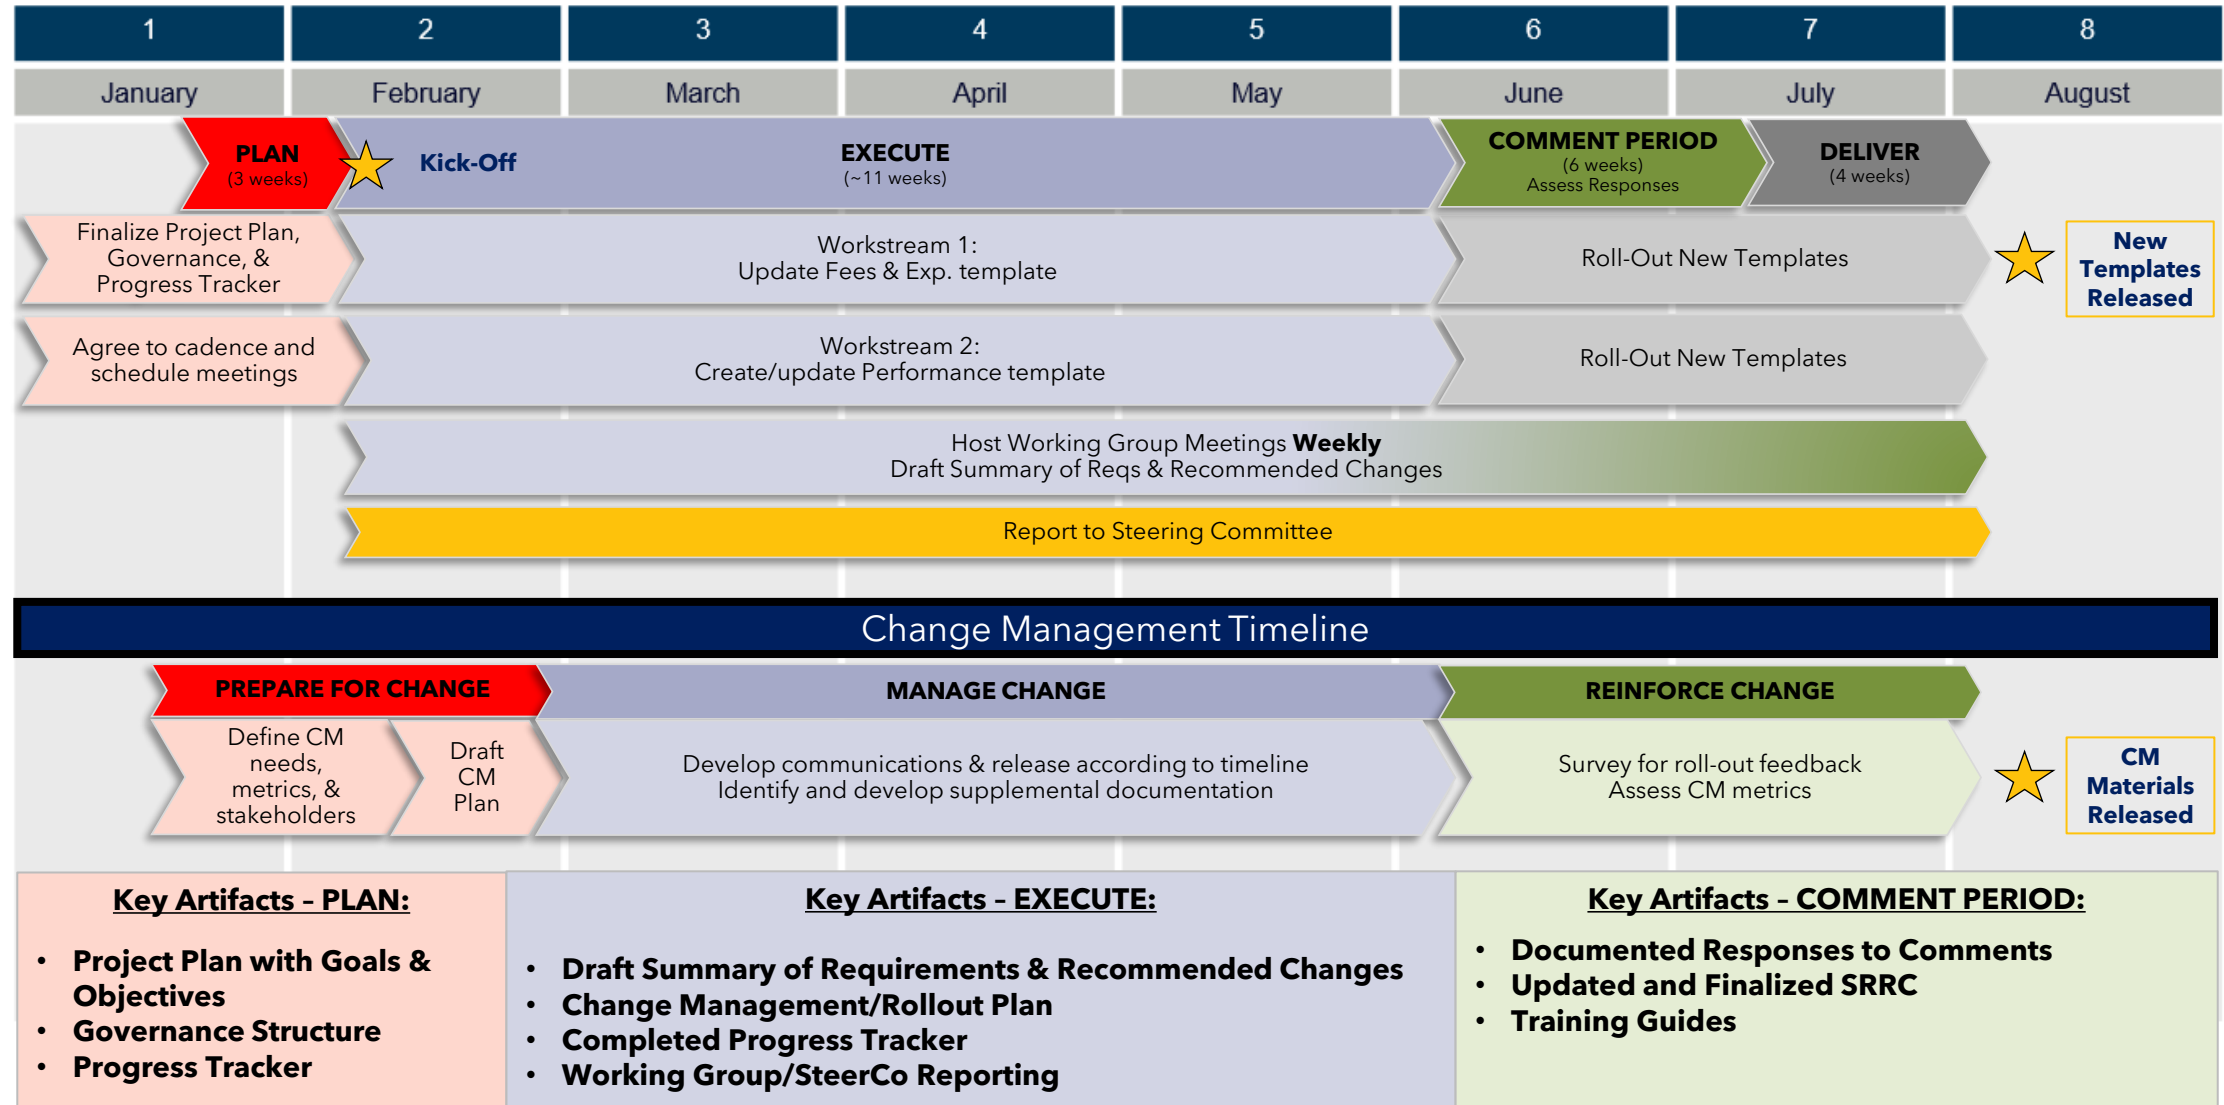 1 2 3 4 5 6 7 8
January February March April May June July August
PLAN
(3 weeks)
Kick-Off
EXECUTE
(~11 weeks)
COMMENT PERIOD
(6 weeks)
Assess Responses
DELIVER
(4 weeks)
Finalize Project Plan,
Governance, &
Progress Tracker
Workstream 1:
Update Fees & Exp. template
Roll-Out New Templates
New
Templates
Released
Agree to cadence and
schedule meetings
Workstream 2:
Create/update Performance template
Roll-Out New Templates
Host Working Group Meetings Weekly
Draft Summary of Reqs & Recommended Changes
Report to Steering Committee
Change Management Timeline
PREPARE FOR CHANGE
MANAGE CHANGE
REINFORCE CHANGE
Define CM
needs,
metrics, &
stakeholders
Draft
CM
Plan
Develop communications & release according to timeline
Identify and develop supplemental documentation
Survey for roll-out feedback
Assess CM metrics
CM
Materials
Released
Key Artifacts – PLAN:
• Project Plan with Goals &
Objectives
• Governance Structure
• Progress Tracker
Key Artifacts – EXECUTE:
• Draft Summary of Requirements & Recommended Changes
• Change Management/Rollout Plan
• Completed Progress Tracker
• Working Group/SteerCo Reporting
Key Artifacts – COMMENT PERIOD:
• Documented Responses to Comments
• Updated and Finalized SRRC
• Training Guides